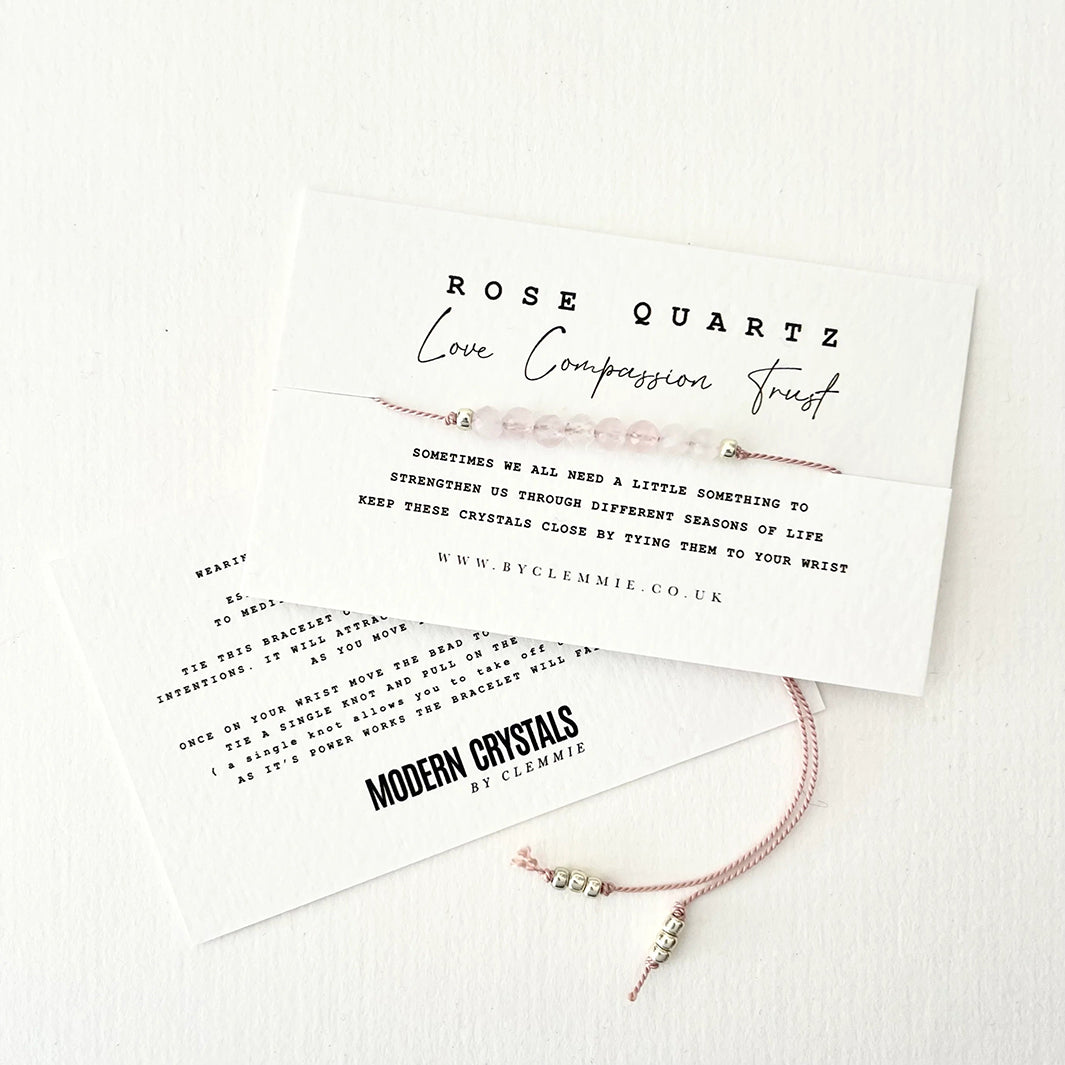 ROSE QUARTZ
Love Compassion Trust
SOMETIMES WE ALL NEED A LITTLE SOMETHING TO
STRENGTHEN US THROUGH DIFFERENT SEASONS OF LIFE
KEEP THESE CRYSTALS CLOSE BY TYING THEM TO YOUR WRIST
WWW.BYCLEMMIE.CO.UK
TO
TIE THIS BRACELET
INTENTIONS. IT WILL
AS YOU MOVE
ONCE ON YOUR WRIST MOVE THE BEAD TO
TIE A SINGLE KNOT AND PULL ON THE
( a single knot allows you to take off
AS IT'S POWER WORKS THE BRACELET WILL
MODERN CRYSTALS
BY CLEMMIE